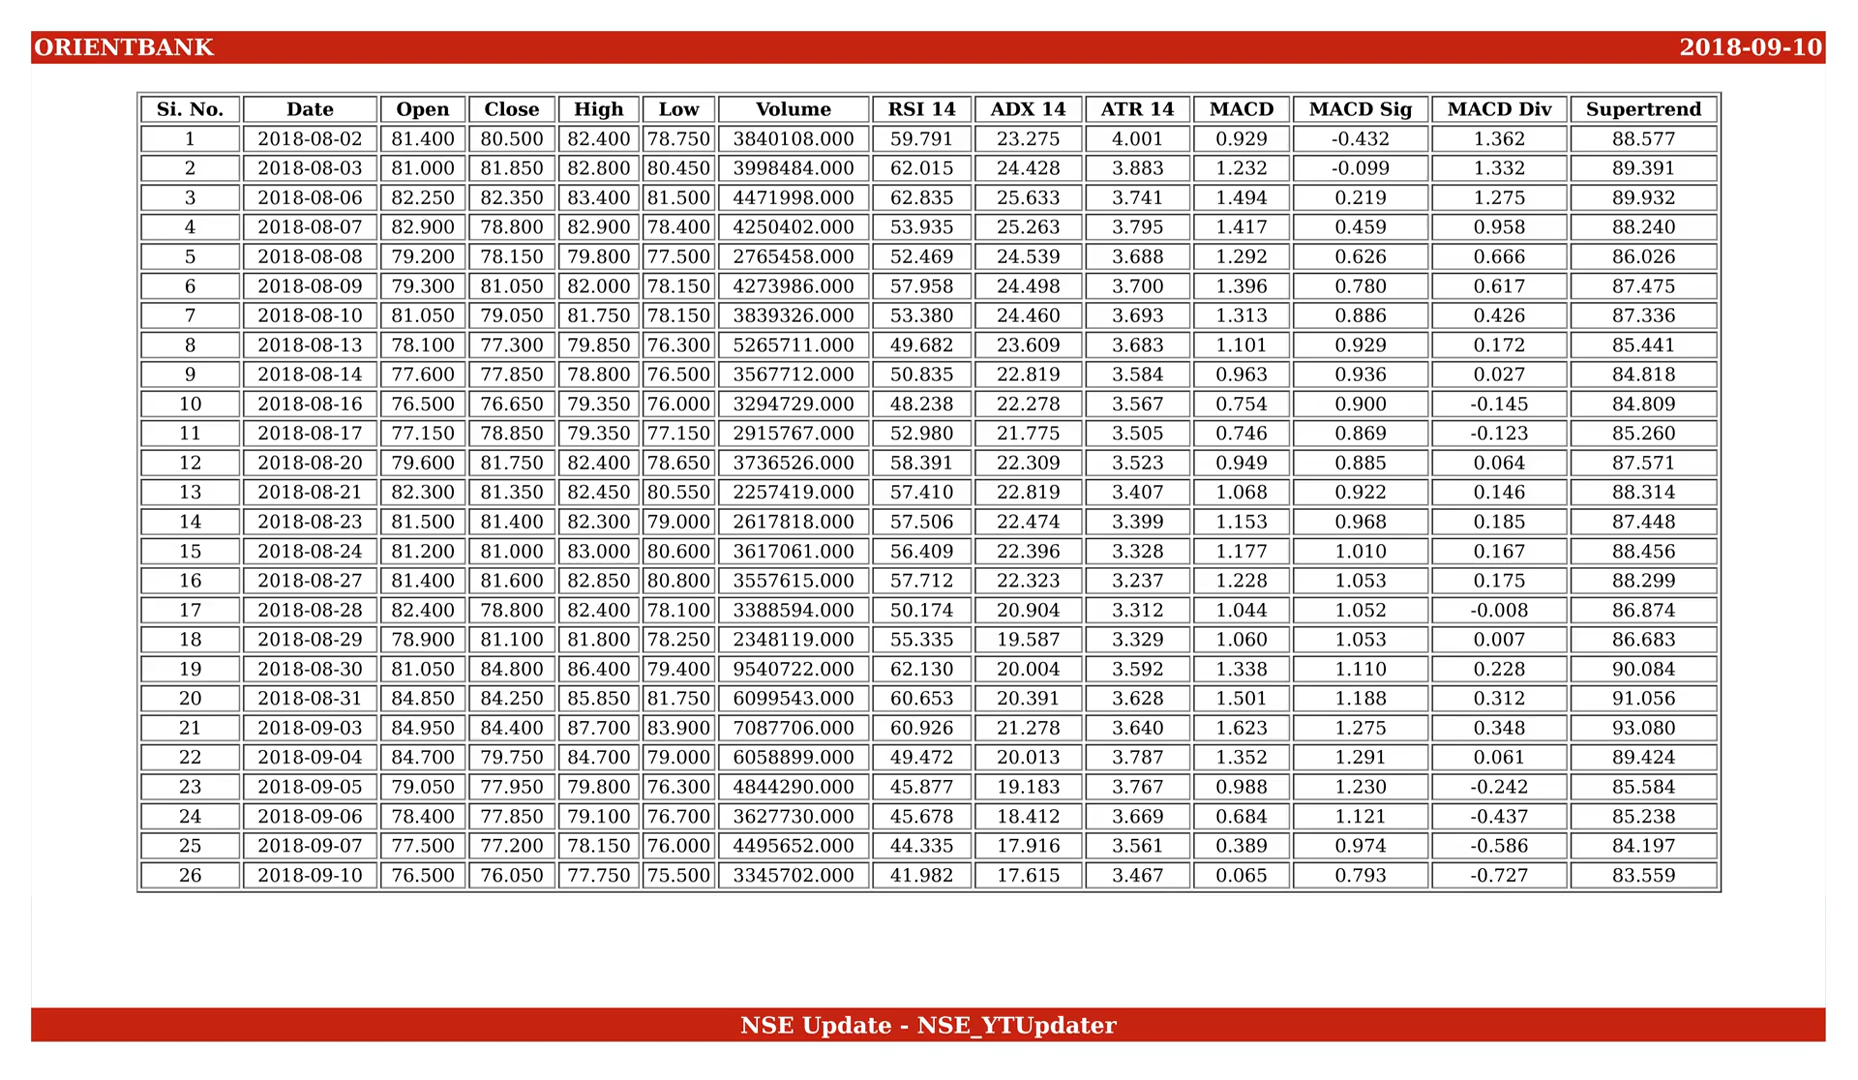 ORIENTBANK 2018-09-10
Si. No. Date Open Close High Low Volume RSI 14 ADX 14 ATR 14 MACD MACD Sig MACD Div Supertrend
1 2018-08-02 81.400 80.500 82.400 78.750 3840108.000 59.791 23.275 4.001 0.929 -0.432 1.362 88.577
2 2018-08-03 81.000 81.850 82.800 80.450 3998484.000 62.015 24.428 3.883 1.232 -0.099 1.332 89.391
3 2018-08-06 82.250 82.350 83.400 81.500 4471998.000 62.835 25.633 3.741 1.494 0.219 1.275 89.932
4 2018-08-07 82.900 78.800 82.900 78.400 4250402.000 53.935 25.263 3.795 1.417 0.459 0.958 88.240
5 2018-08-08 79.200 78.150 79.800 77.500 2765458.000 52.469 24.539 3.688 1.292 0.626 0.666 86.026
6 2018-08-09 79.300 81.050 82.000 78.150 4273986.000 57.958 24.498 3.700 1.396 0.780 0.617 87.475
7 2018-08-10 81.050 79.050 81.750 78.150 3839326.000 53.380 24.460 3.693 1.313 0.886 0.426 87.336
8 2018-08-13 78.100 77.300 79.850 76.300 5265711.000 49.682 23.609 3.683 1.101 0.929 0.172 85.441
9 2018-08-14 77.600 77.850 78.800 76.500 3567712.000 50.835 22.819 3.584 0.963 0.936 0.027 84.818
10 2018-08-16 76.500 76.650 79.350 76.000 3294729.000 48.238 22.278 3.567 0.754 0.900 -0.145 84.809
11 2018-08-17 77.150 78.850 79.350 77.150 2915767.000 52.980 21.775 3.505 0.746 0.869 -0.123 85.260
12 2018-08-20 79.600 81.750 82.400 78.650 3736526.000 58.391 22.309 3.523 0.949 0.885 0.064 87.571
13 2018-08-21 82.300 81.350 82.450 80.550 2257419.000 57.410 22.819 3.407 1.068 0.922 0.146 88.314
14 2018-08-23 81.500 81.400 82.300 79.000 2617818.000 57.506 22.474 3.399 1.153 0.968 0.185 87.448
15 2018-08-24 81.200 81.000 83.000 80.600 3617061.000 56.409 22.396 3.328 1.177 1.010 0.167 88.456
16 2018-08-27 81.400 81.600 82.850 80.800 3557615.000 57.712 22.323 3.237 1.228 1.053 0.175 88.299
17 2018-08-28 82.400 78.800 82.400 78.100 3388594.000 50.174 20.904 3.312 1.044 1.052 -0.008 86.874
18 2018-08-29 78.900 81.100 81.800 78.250 2348119.000 55.335 19.587 3.329 1.060 1.053 0.007 86.683
19 2018-08-30 81.050 84.800 86.400 79.400 9540722.000 62.130 20.004 3.592 1.338 1.110 0.228 90.084
20 2018-08-31 84.850 84.250 85.850 81.750 6099543.000 60.653 20.391 3.628 1.501 1.188 0.312 91.056
21 2018-09-03 84.950 84.400 87.700 83.900 7087706.000 60.926 21.278 3.640 1.623 1.275 0.348 93.080
22 2018-09-04 84.700 79.750 84.700 79.000 6058899.000 49.472 20.013 3.787 1.352 1.291 0.061 89.424
23 2018-09-05 79.050 77.950 79.800 76.300 4844290.000 45.877 19.183 3.767 0.988 1.230 -0.242 85.584
24 2018-09-06 78.400 77.850 79.100 76.700 3627730.000 45.678 18.412 3.669 0.684 1.121 -0.437 85.238
25 2018-09-07 77.500 77.200 78.150 76.000 4495652.000 44.335 17.916 3.561 0.389 0.974 -0.586 84.197
26 2018-09-10 76.500 76.050 77.750 75.500 3345702.000 41.982 17.615 3.467 0.065 0.793 -0.727 83.559
NSE Update - NSE_YTUpdater